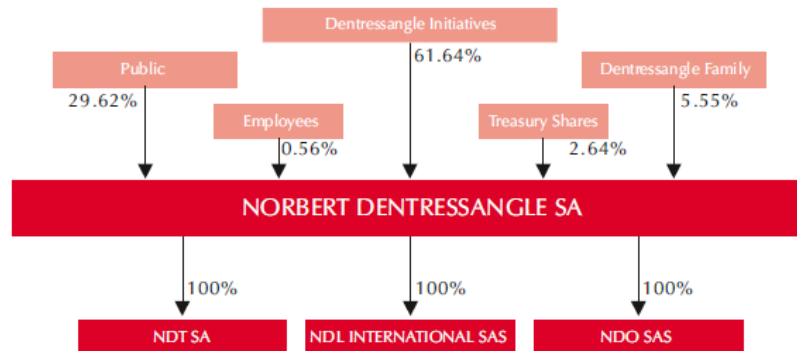 Dentressangle Initiatives
61.64%
Public
29.62%
Dentressangle Family
5.55%
Employees
0.56%
Treasury Shares
2.64%
NORBERT DENTRESSANGLE SA
100%
100%
100%
NDT SA
NDL INTERNATIONAL SAS
NDO SAS